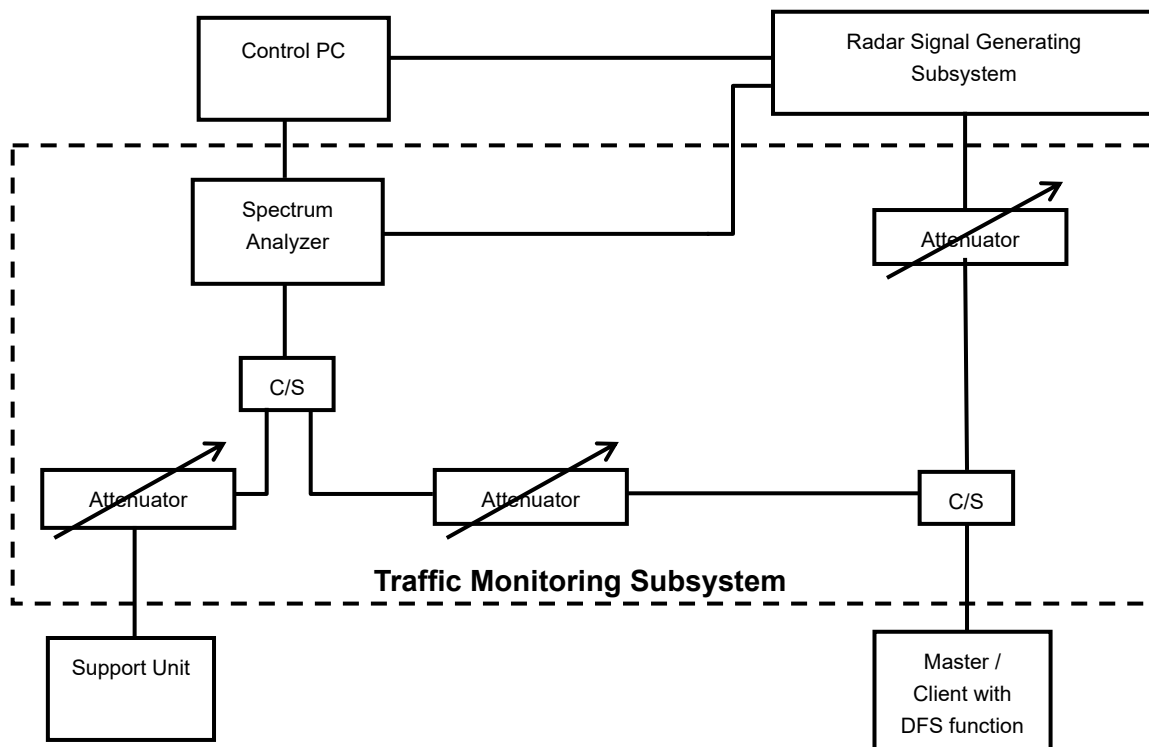 Control PC
Radar Signal Generating
Subsystem
Spectrum
Analyzer
Attenuator
C/S
Attenuator
Attenuator
C/S
Traffic Monitoring Subsystem
Support Unit
Master /
Client with
DFS function